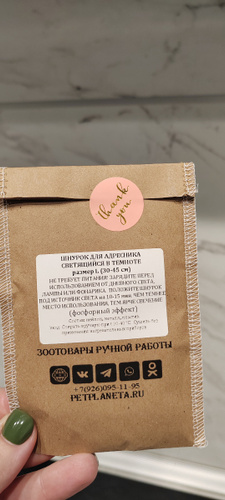 thank
you
ШНУРОК ДЛЯ АДРЕСНИКА
СВЕТЯЩИЙСЯ В ТЕМНОТЕ
размер L (30-45 см)
НЕ ТРЕБУЕТ ПИТАНИЯ! ЗАРЯДИТЕ ПЕРЕД
ИСПОЛЬЗОВАНИЕМ ОТ ДНЕВНОГО СВЕТА,
ЛАМПЫ ИЛИ ФОНАРИКА. ПОЛОЖИТЕ ШНУРОК
ПОД ИСТОЧНИК СВЕТА на 10-15 мин. ЧЕМ ТЕМНЕЕ
МЕСТО ИСПОЛЬЗОВАНИЯ, ТЕМ ЯРЧЕ СВЕЧЕНИЕ
(фосфорный эффект)
ЗООТОВАРЫ РУЧНОЙ РАБОТЫ
+7(926)095-11-95
PETPLANETA.RU